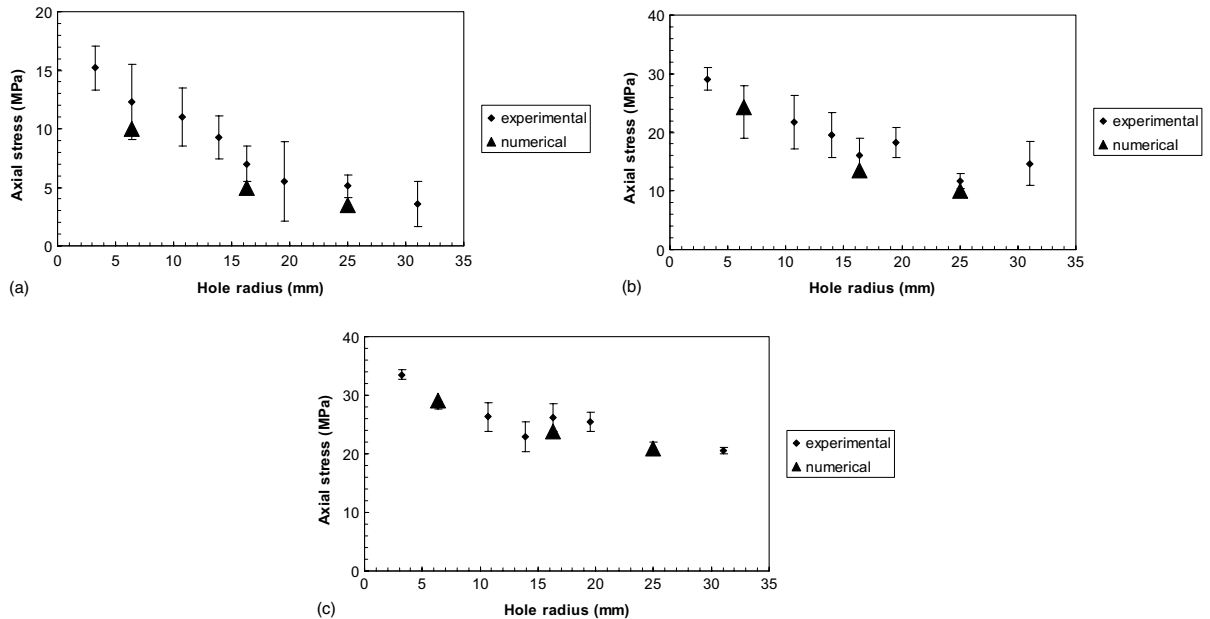 20
15
10
5
0
0 5 10 15 20 25 30 35
Axial stress (MPa)
Hole radius (mm)
experimental
numerical
(a)
40
30
20
10
0
0 5 10 15 20 25 30 35
Axial stress (MPa)
Hole radius (mm)
experimental
numerical
(b)
40
30
20
10
0
0 5 10 15 20 25 30 35
Axial stress (MPa)
Hole radius (mm)
experimental
numerical
(c)